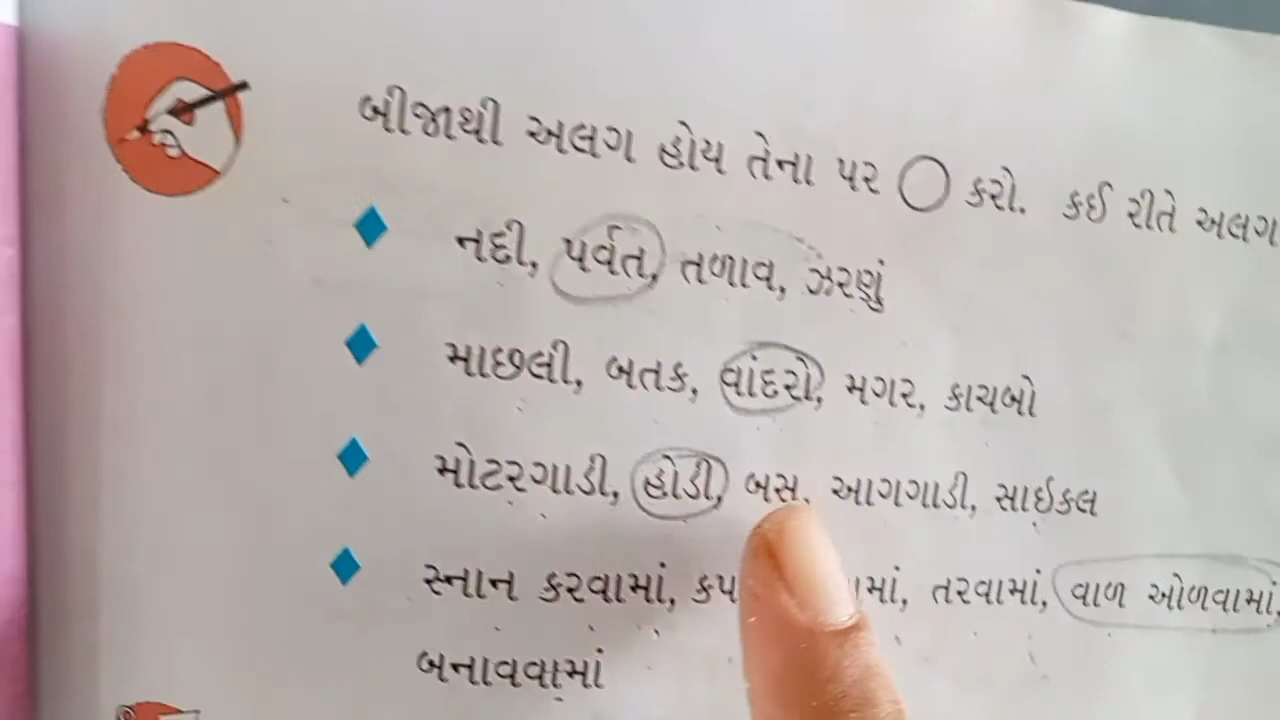 બીજાથી અલગ હોય તેના પર ◯ કરો. કઈ રીતે અલગ
નદી, પર્વત, તળાવ, ઝરણું
માછલી, બતક, વાંદરો, મગર, કાચબો
મોટરગાડી, હોડી, બસ, આગગાડી, સાઇકલ
સ્નાન કરવામાં, તરવામાં, વાળ ઓળવામાં,
બનાવવામાં